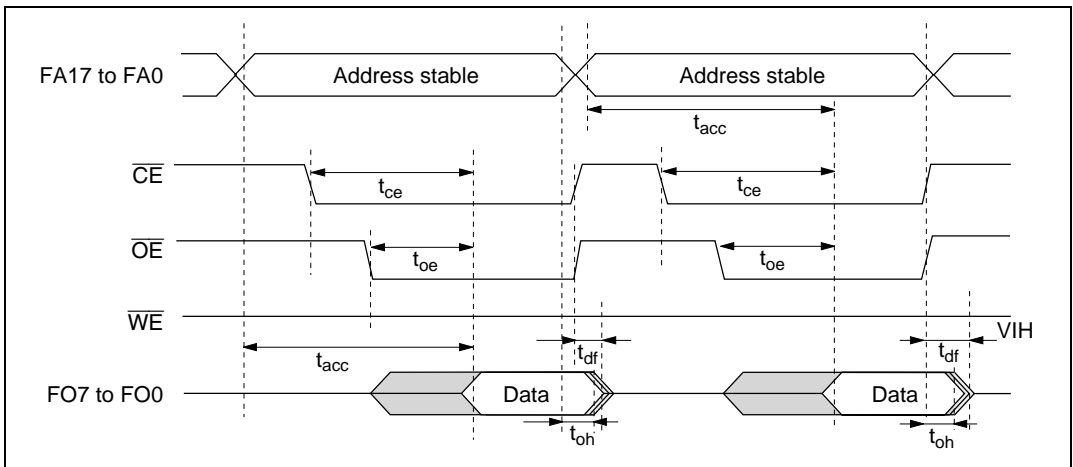 FA17 to FA0
Address stable
Address stable
tacc
CE
tce
tce
OE
toe
toe
WE
VIH
tacc
tdf
tdf
FO7 to FO0
Data
Data
toh
toh